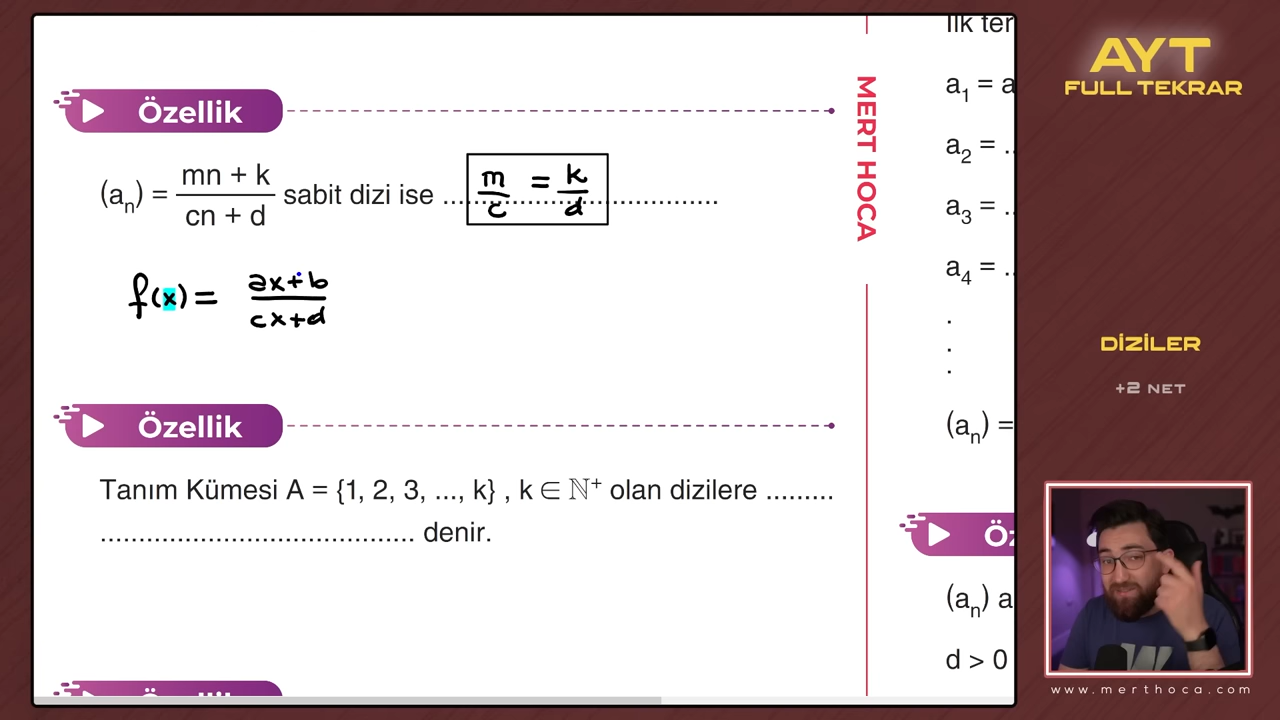 Özellik
(aₙ) = mn + k / cn + d sabit dizi ise .................................... m/c = k/d
f(x) = ax+b / cx+d
Özellik
Tanım Kümesi A = {1, 2, 3, ..., k} , k ∈ ℕ⁺ olan dizilere .........
......................................... denir.
MERT HOCA
a₁ = a
a₂ = ..
a₃ = ..
a₄ = ..
.
.
.
(aₙ) =
(aₙ) a
d > 0
AYT
FULL TEKRAR
DİZİLER
+2 NET
www.merthoca.com